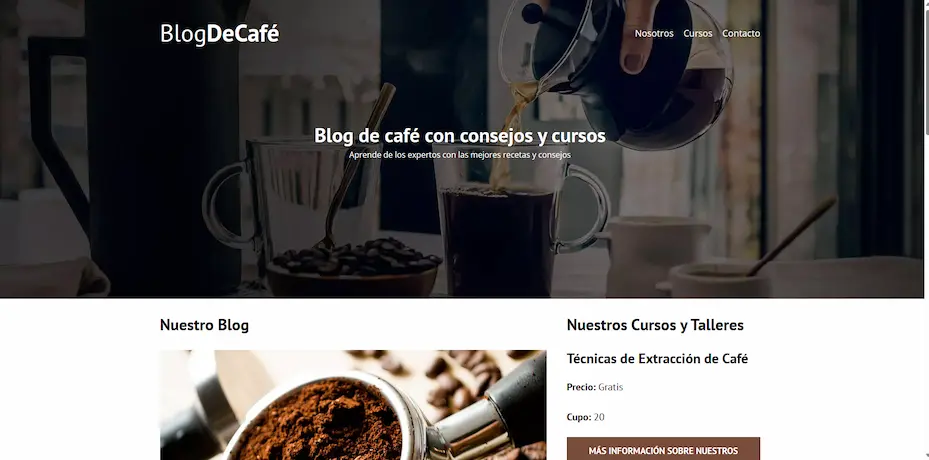 BlogDeCafé
Nosotros Cursos Contacto
Blog de café con consejos y cursos
Aprende de los expertos con las mejores recetas y consejos
Nuestro Blog
Nuestros Cursos y Talleres
Técnicas de Extracción de Café
Precio: Gratis
Cupo: 20
MÁS INFORMACIÓN SOBRE NUESTROS